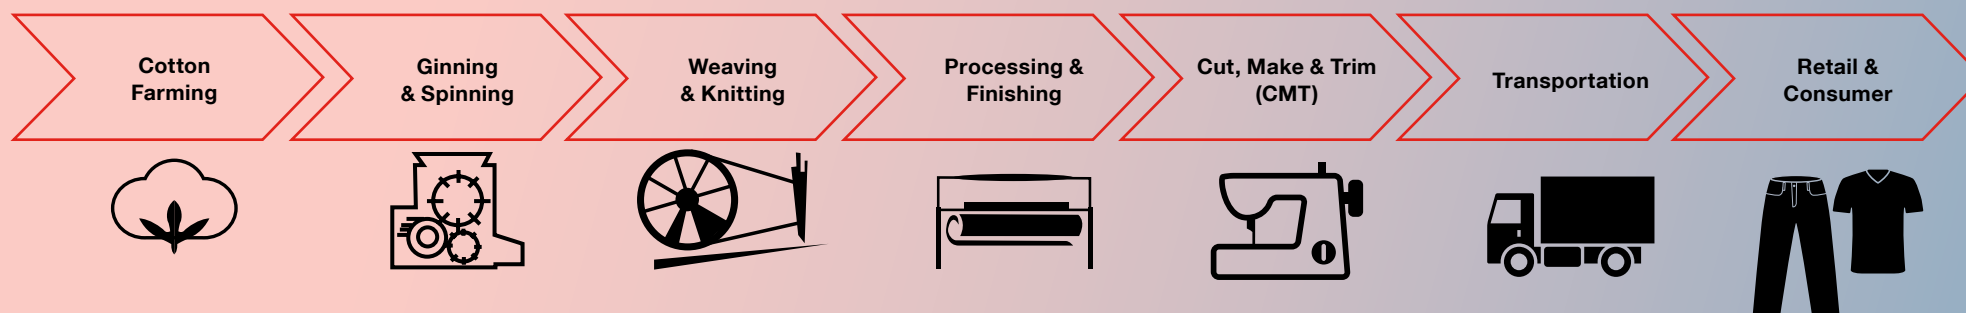 Cotton
Farming
Ginning
& Spinning
Weaving
& Knitting
Processing &
Finishing
Cut, Make & Trim
(CMT)
Transportation
Retail &
Consumer